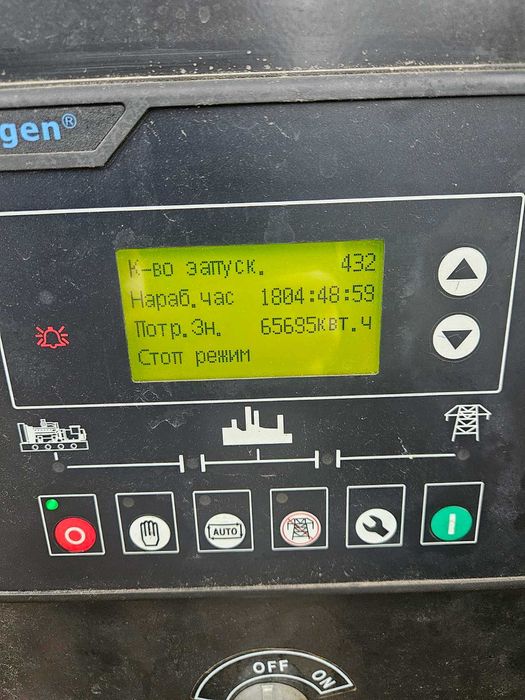 gen®
К-во запуск. 432
Нараб.час 1804:48:59
Потр.Эн. 65695квт.ч
Стоп режим
AUTO
OFF ON